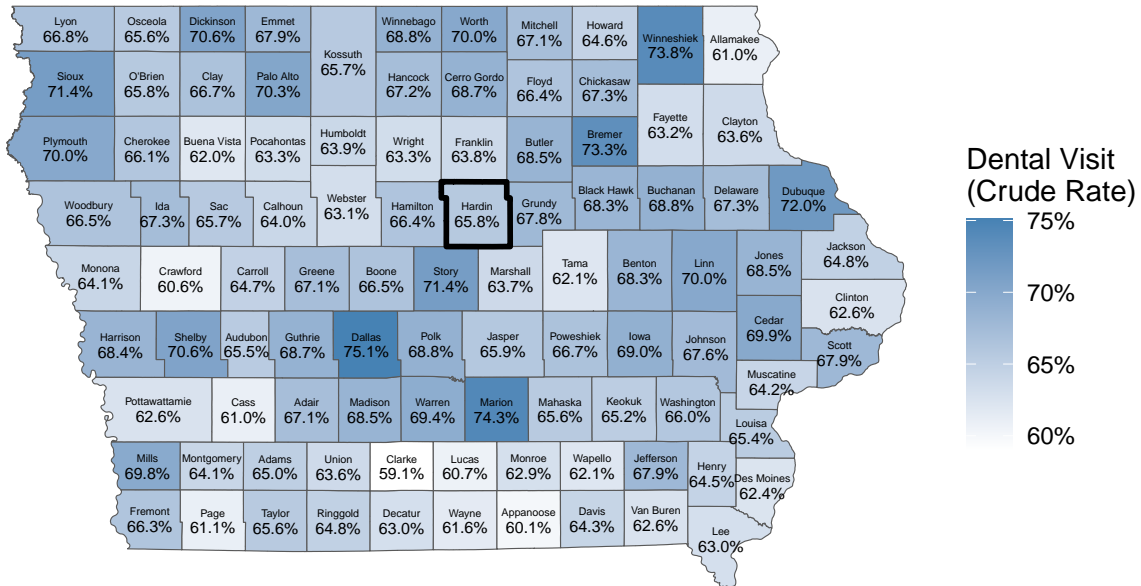 Lyon
66.8%
Osceola
65.6%
Dickinson
70.6%
Emmet
67.9%
Winnebago
68.8%
Worth
70.0%
Mitchell
67.1%
Howard
64.6%
Winneshiek
73.8%
Allamakee
61.0%
Kossuth
65.7%
Sioux
71.4%
O'Brien
65.8%
Clay
66.7%
Palo Alto
70.3%
Hancock
67.2%
Cerro Gordo
68.7%
Floyd
66.4%
Chickasaw
67.3%
Fayette
63.2%
Clayton
63.6%
Plymouth
70.0%
Cherokee
66.1%
Buena Vista
62.0%
Pocahontas
63.3%
Humboldt
63.9%
Wright
63.3%
Franklin
63.8%
Butler
68.5%
Bremer
73.3%
Woodbury
66.5%
Ida
67.3%
Sac
65.7%
Calhoun
64.0%
Webster
63.1%
Hamilton
66.4%
Hardin
65.8%
Grundy
67.8%
Black Hawk
68.3%
Buchanan
68.8%
Delaware
67.3%
Dubuque
72.0%
Monona
64.1%
Crawford
60.6%
Carroll
64.7%
Greene
67.1%
Boone
66.5%
Story
71.4%
Marshall
63.7%
Tama
62.1%
Benton
68.3%
Linn
70.0%
Jones
68.5%
Jackson
64.8%
Clinton
62.6%
Harrison
68.4%
Shelby
70.6%
Audubon
65.5%
Guthrie
68.7%
Dallas
75.1%
Polk
68.8%
Jasper
65.9%
Poweshiek
66.7%
Iowa
69.0%
Johnson
67.6%
Cedar
69.9%
Scott
67.9%
Muscatine
64.2%
Pottawattamie
62.6%
Cass
61.0%
Adair
67.1%
Madison
68.5%
Warren
69.4%
Marion
74.3%
Mahaska
65.6%
Keokuk
65.2%
Washington
66.0%
Louisa
65.4%
Mills
69.8%
Montgomery
64.1%
Adams
65.0%
Union
63.6%
Clarke
59.1%
Lucas
60.7%
Monroe
62.9%
Wapello
62.1%
Jefferson
67.9%
Henry
64.5%
Des Moines
62.4%
Fremont
66.3%
Page
61.1%
Taylor
65.6%
Ringgold
64.8%
Decatur
63.0%
Wayne
61.6%
Appanoose
60.1%
Davis
64.3%
Van Buren
62.6%
Lee
63.0%
Dental Visit
(Crude Rate)
75%
70%
65%
60%